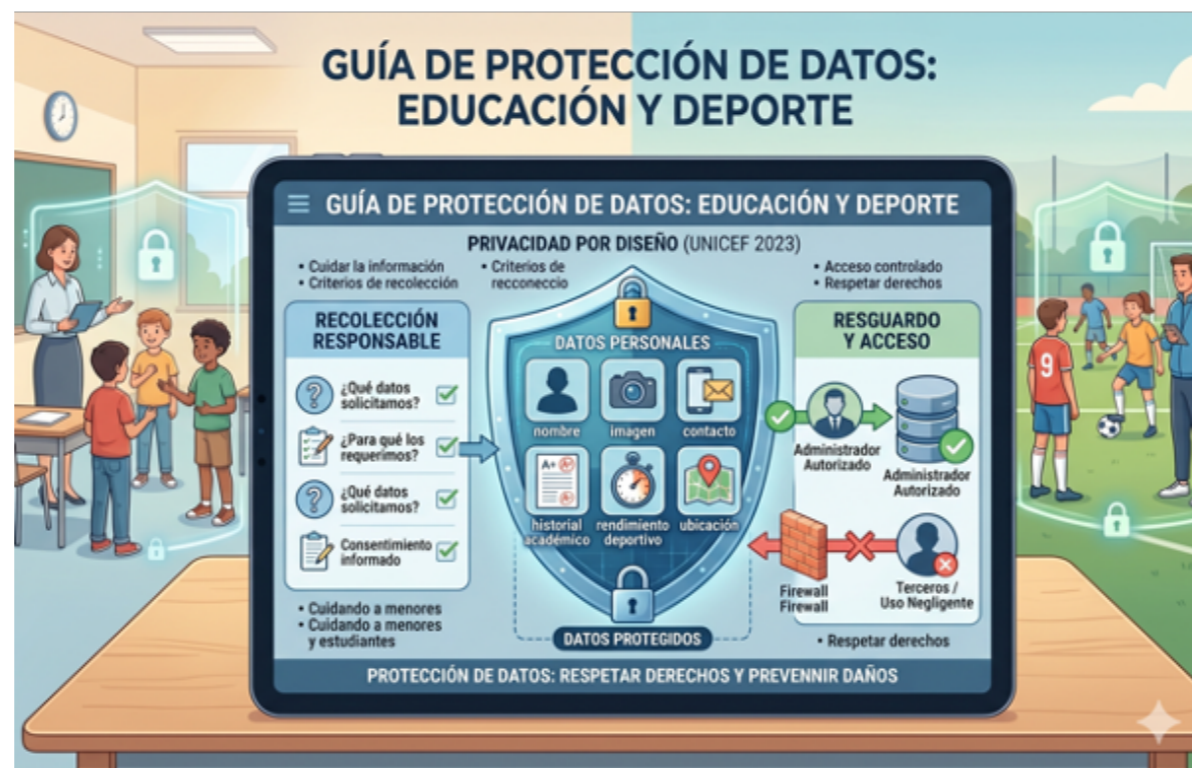 GUÍA DE PROTECCIÓN DE DATOS:
EDUCACIÓN Y DEPORTE
GUÍA DE PROTECCIÓN DE DATOS: EDUCACIÓN Y DEPORTE
PRIVACIDAD POR DISEÑO (UNICEF 2023)
• Cuidar la información
• Criterios de recolección
• Criterios de
recconeccio
• Acceso controlado
• Respetar derechos
RECOLECCIÓN
RESPONSABLE
¿Qué datos
solicitamos?
¿Para qué los
requerimos?
¿Qué datos
solicitamos?
Consentimiento
informado
• Cuidando a menores
• Cuidando a menores
y estudiantes
DATOS PERSONALES
nombre
imagen
contacto
A+
historial
académico
rendimiento
deportivo
ubicación
DATOS PROTEGIDOS
RESGUARDO
Y ACCESO
Administrador
Autorizado
Administrador
Autorizado
Firewall
Firewall
Terceros /
Uso Negligente
• Respetar derechos
PROTECCIÓN DE DATOS: RESPETAR DERECHOS Y PREVENNIR DAÑOS
9